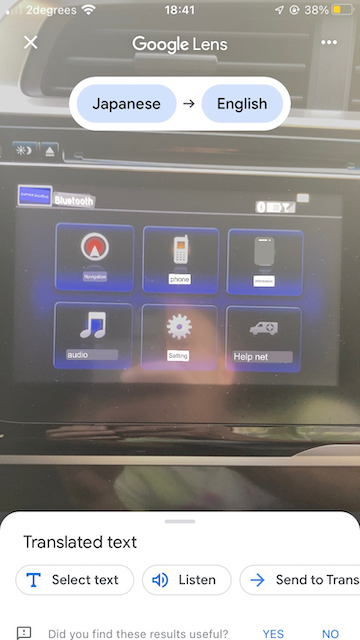 2degrees 18:41 38%
Google Lens
Japanese → English
Bluetooth
Navigation
phone
audio
Setting
Help net
Translated text
Select text
Listen
Send to Trans
Did you find these results useful?
YES
NO